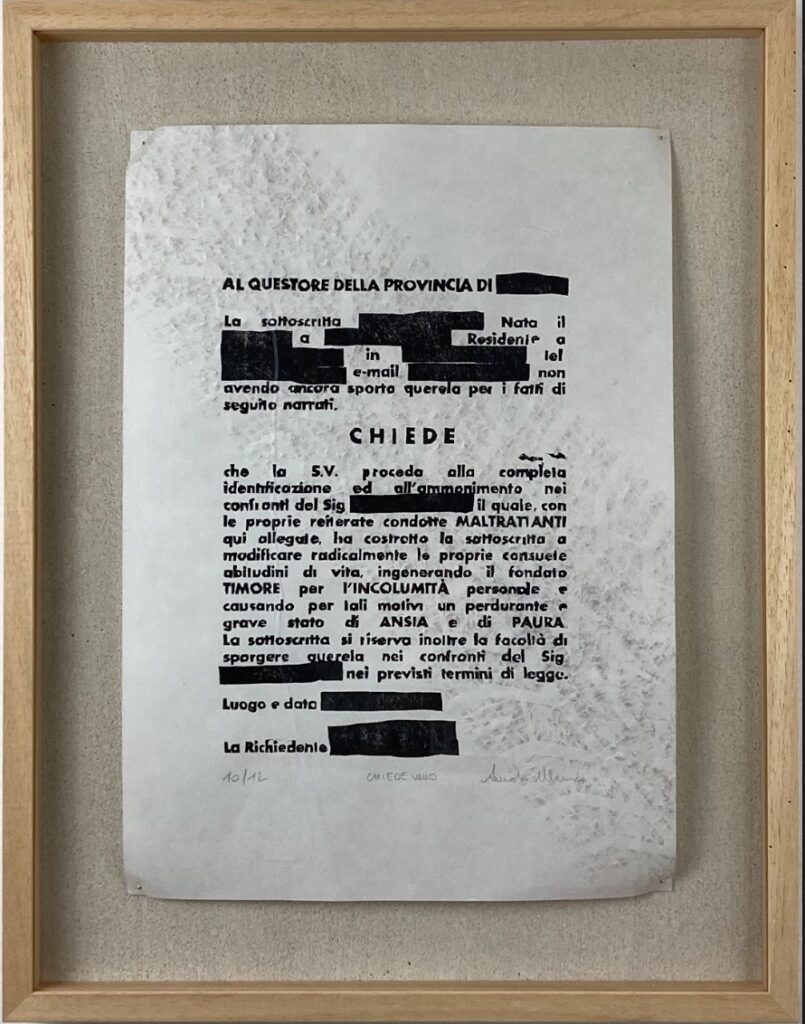 AL QUESTORE DELLA PROVINCIA DI
La sottoscritta Nata il
a Residente a
in tel
e-mail non
avendo ancora sporto querela per i fatti di
seguito narrati,
CHIEDE
che la S.V. proceda alla completa
identificazione ed all'ammonimento nei
confronti del Sig il quale, con
le proprie reiterate condotte MALTRATTANTI
qui allegate, ha costretto la sottoscritta a
modificare radicalmente le proprie consuete
abitudini di vita, ingenerando il fondato
TIMORE per l'INCOLUMITÀ personale e
causando per tali motivi un perdurante e
grave stato di ANSIA e di PAURA
La sottoscritta si riserva inoltre la facoltà di
sporgere querela nei confronti del Sig
nei previsti termini di legge.
Luogo e data
La Richiedente
10/12 CHIEDE